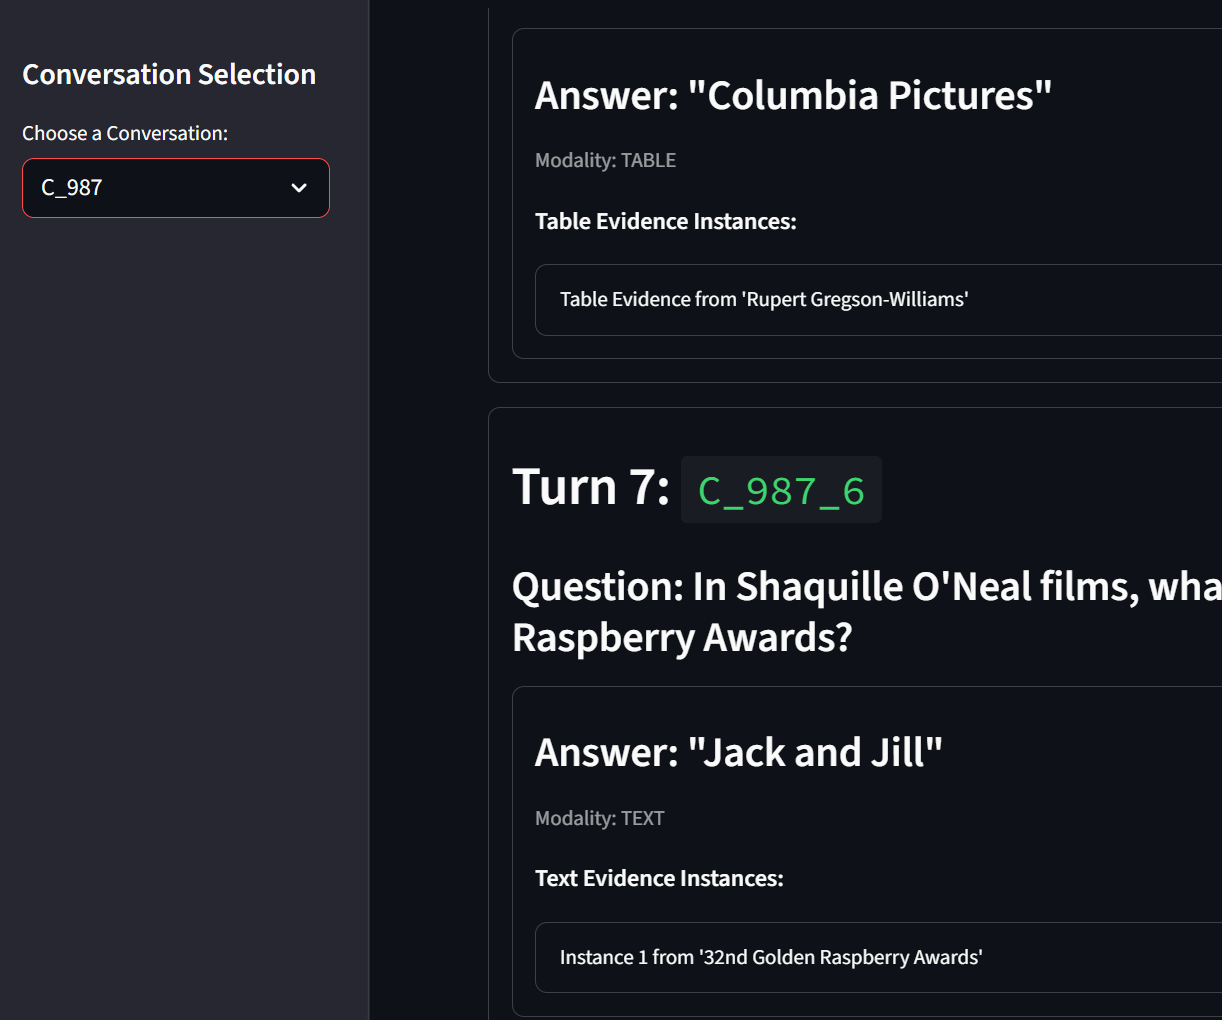 Conversation Selection
Choose a Conversation:
C_987
Answer: "Columbia Pictures"
Modality: TABLE
Table Evidence Instances:
Table Evidence from 'Rupert Gregson-Williams'
Turn 7: C_987_6
Question: In Shaquille O'Neal films,
Raspberry Awards?
Answer: "Jack and Jill"
Modality: TEXT
Text Evidence Instances:
Instance 1 from '32nd Golden Raspberry Awards'